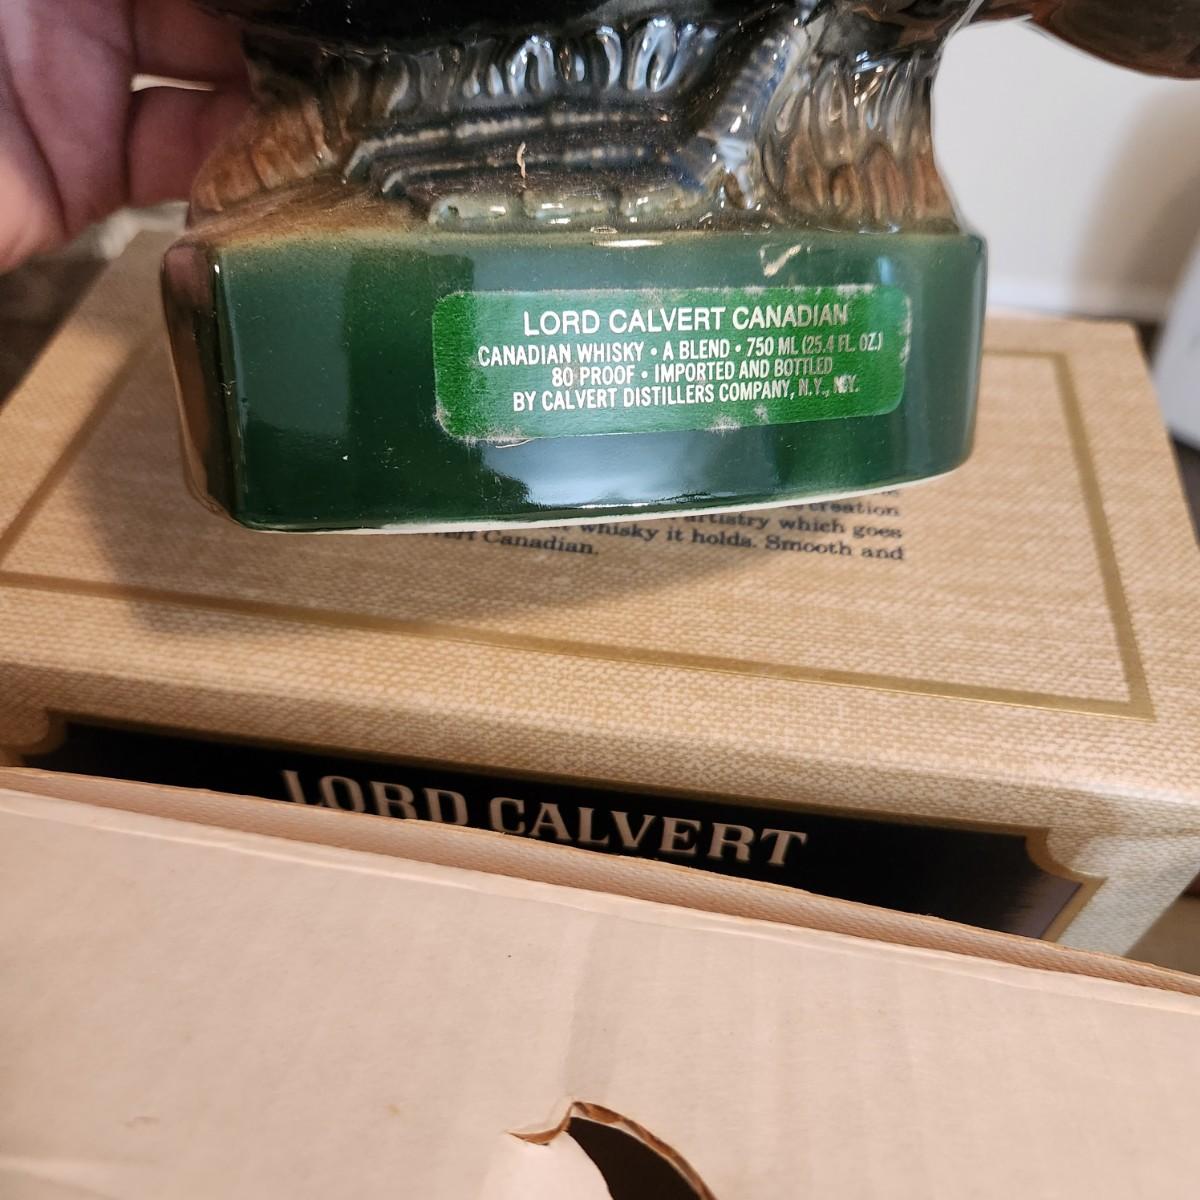 LORD CALVERT CANADIAN
CANADIAN WHISKY • A BLEND • 750 ML (25.4 FL. OZ.)
80 PROOF • IMPORTED AND BOTTLED
BY CALVERT DISTILLERS COMPANY, N.Y., N.Y.
creation
artistry which goes
whisky it holds. Smooth and
Canadian.
LORD CALVERT